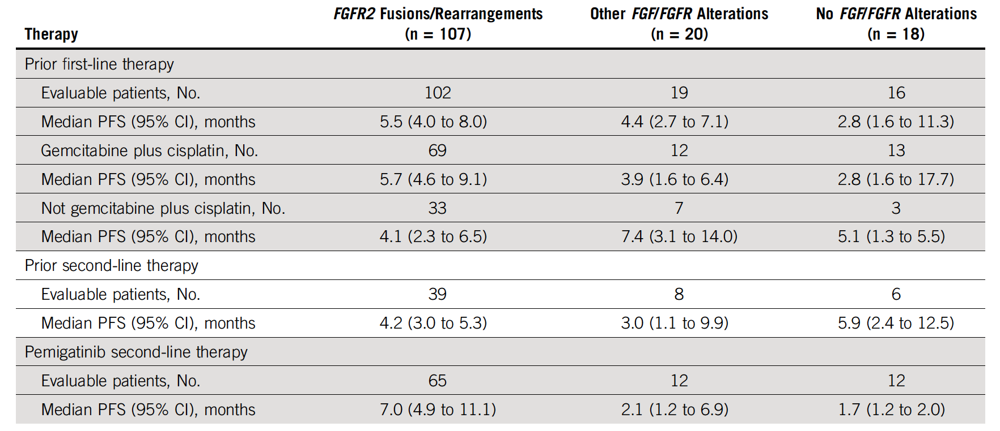 Therapy FGFR2 Fusions/Rearrangements (n = 107) Other FGF/FGFR Alterations (n = 20) No FGF/FGFR Alterations (n = 18)
Prior first-line therapy
Evaluable patients, No. 102 19 16
Median PFS (95% CI), months 5.5 (4.0 to 8.0) 4.4 (2.7 to 7.1) 2.8 (1.6 to 11.3)
Gemcitabine plus cisplatin, No. 69 12 13
Median PFS (95% CI), months 5.7 (4.6 to 9.1) 3.9 (1.6 to 6.4) 2.8 (1.6 to 17.7)
Not gemcitabine plus cisplatin, No. 33 7 3
Median PFS (95% CI), months 4.1 (2.3 to 6.5) 7.4 (3.1 to 14.0) 5.1 (1.3 to 5.5)
Prior second-line therapy
Evaluable patients, No. 39 8 6
Median PFS (95% CI), months 4.2 (3.0 to 5.3) 3.0 (1.1 to 9.9) 5.9 (2.4 to 12.5)
Pemigatinib second-line therapy
Evaluable patients, No. 65 12 12
Median PFS (95% CI), months 7.0 (4.9 to 11.1) 2.1 (1.2 to 6.9) 1.7 (1.2 to 2.0)